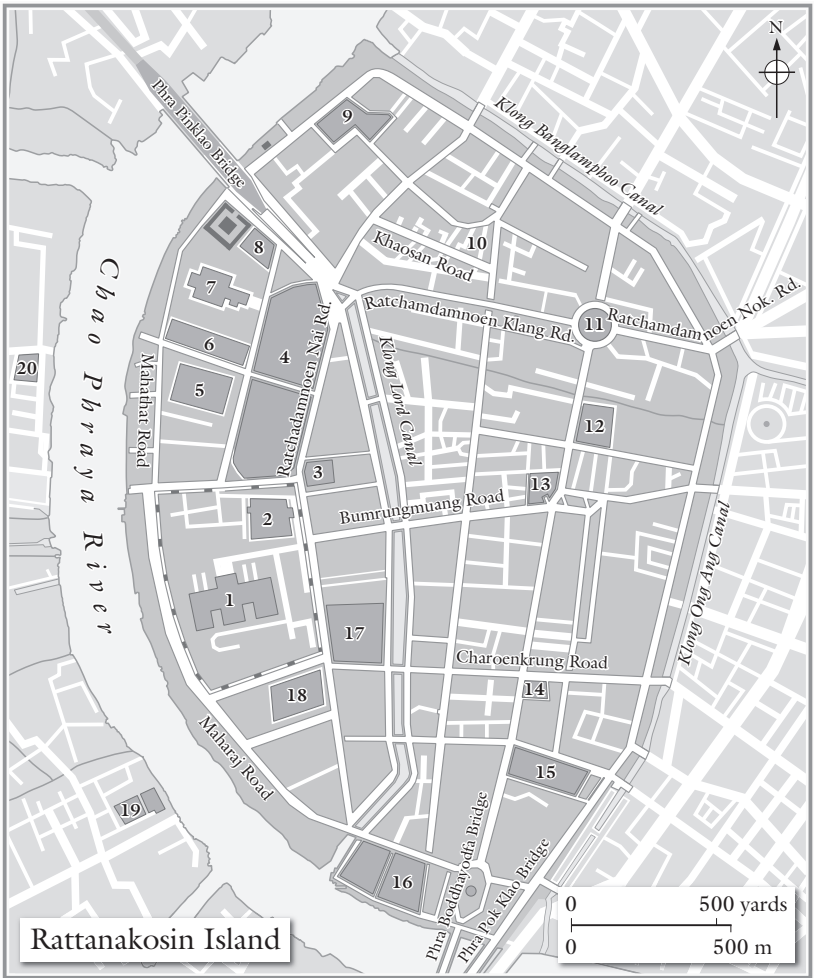 N
Phra Pinklao Bridge
Klong Banglamphoo Canal
9
8
10
Khaosan Road
7
Chao Phraya River
Ratchamdamnoen Klang Rd.
11
Ratchamdamnoen Nok. Rd.
6
4
Ratchadamnoen Nai Rd.
Klong Lord Canal
20
Mahathat Road
5
12
3
13
Bumrungmuang Road
2
Klong Ong Ang Canal
1
17
Charoenkrung Road
18
14
Maharaj Road
15
19
16
Phra Boddhayodfa Bridge
Phra Pok Klao Bridge
0 500 yards
0 500 m
Rattanakosin Island